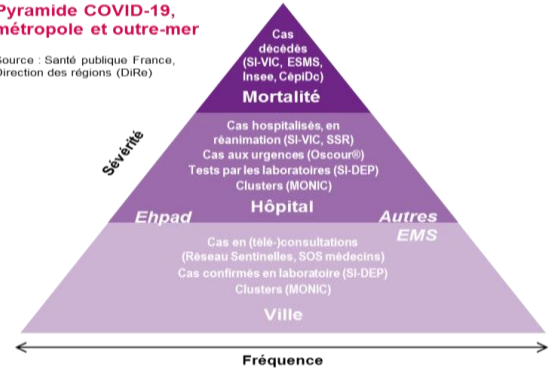 Pyramide COVID-19,
métropole et outre-mer
Source : Santé publique France,
Direction des régions (DiRe)
Cas
décédés
(SI-VIC, ESMS,
Insee, CépiDc)
Mortalité
Sévérité
Cas hospitalisés, en
réanimation (SI-VIC, SSR)
Cas aux urgences (Oscour®)
Tests par les laboratoires (SI-DEP)
Clusters (MONIC)
Hôpital
Ehpad
Autres
EMS
Cas en (télé-)consultations
(Réseau Sentinelles, SOS médecins)
Cas confirmés en laboratoire (SI-DEP)
Clusters (MONIC)
Ville
Fréquence